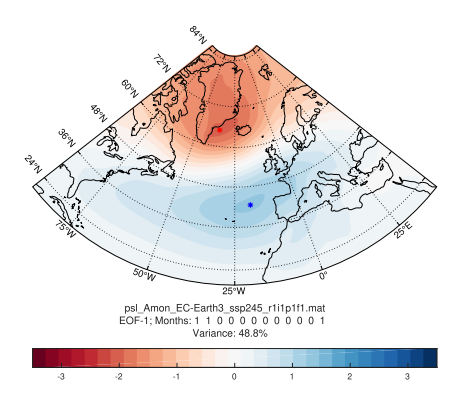 84°N
72°N
60°N
48°N
36°N
24°N
75°W
50°W
25°W
0°
25°E
psl_Amon_EC-Earth3_ssp245_r1i1p1f1.mat
EOF-1; Months: 1 1 0 0 0 0 0 0 0 0 0 1
Variance: 48.8%
-3 -2 -1 0 1 2 3